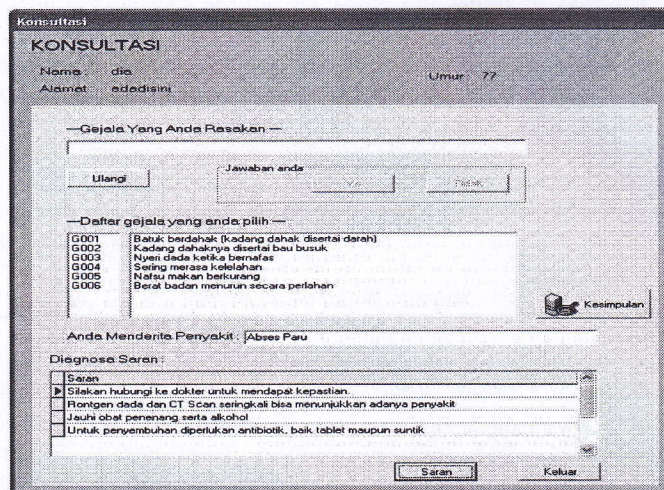 Konsultasi
KONSULTASI
Nama : dia
Umur : 77
Alamat : adadisini
Gejala Yang Anda Rasakan
Ulangi
Jawaban anda
Ya
Tidak
Daftar gejala yang anda pilih
G001 Batuk berdahak (kadang dahak disertai darah)
G002 Kadang dahaknya disertai bau busuk
G003 Nyeri dada ketika bernafas
G004 Sering merasa kelelahan
G005 Nafsu makan berkurang
G006 Berat badan menurun secara perlahan
Kesimpulan
Anda Menderita Penyakit : Abses Paru
Diagnosa Saran :
Saran
Silakan hubungi ke dokter untuk mendapat kepastian.
Rontgen dada dan CT Scan seringkali bisa menunjukkan adanya penyakit
Jauhi obat penenang serta alkohol
Untuk penyembuhan diperlukan antibiotik, baik tablet maupun suntik
Saran
Keluar